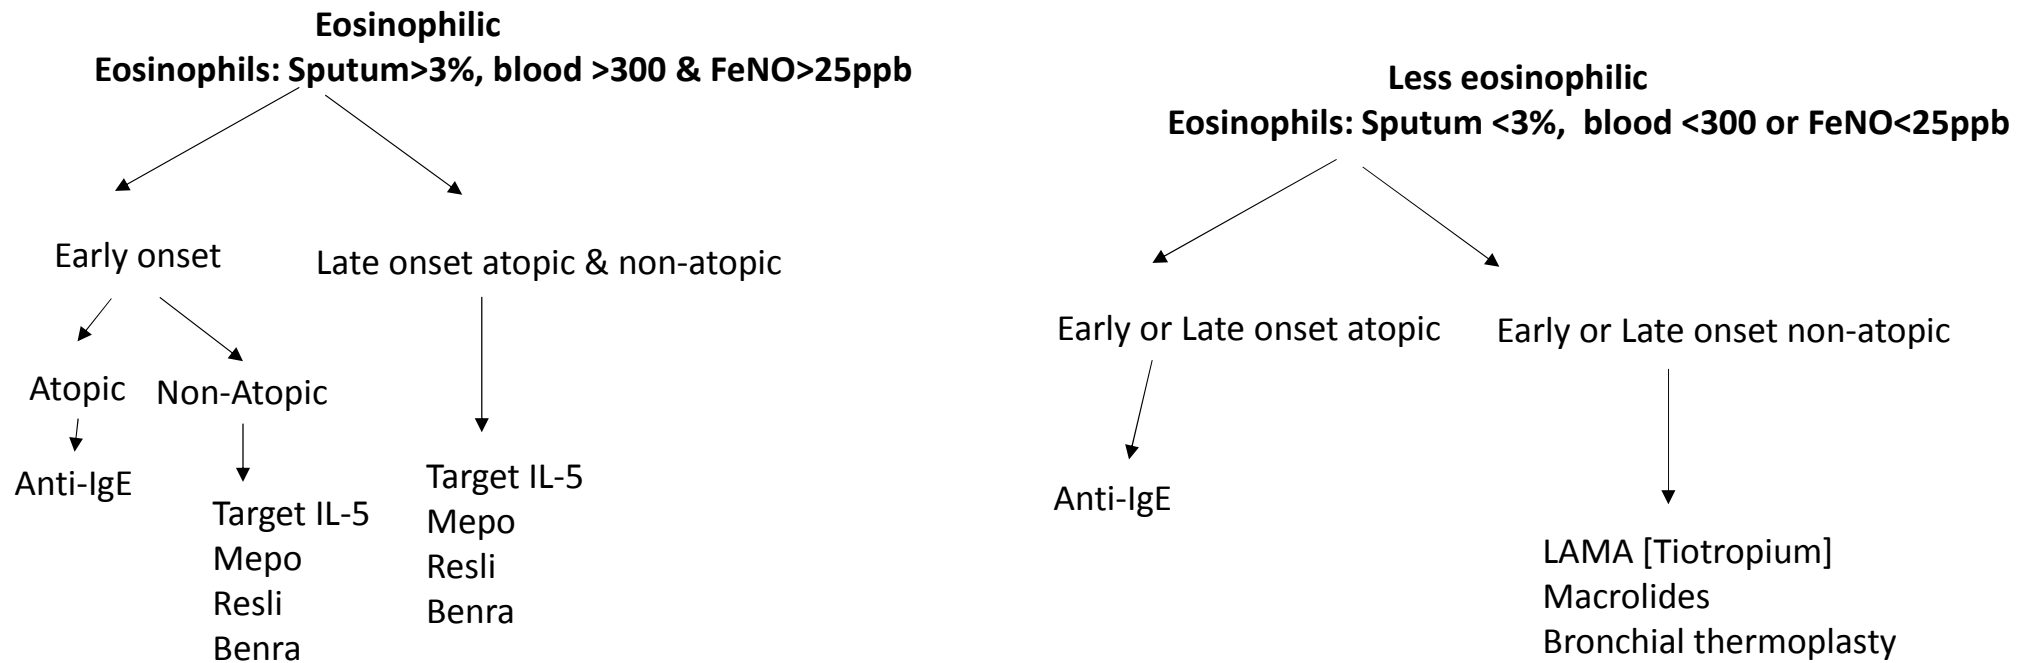 Eosinophilic
Eosinophils: Sputum>3%, blood >300 & FeNO>25ppb
Early onset
Late onset atopic & non-atopic
Atopic
Non-Atopic
Anti-IgE
Target IL-5
Mepo
Resli
Benra
Target IL-5
Mepo
Resli
Benra
Less eosinophilic
Eosinophils: Sputum <3%, blood <300 or FeNO<25ppb
Early or Late onset atopic
Early or Late onset non-atopic
Anti-IgE
LAMA [Tiotropium]
Macrolides
Bronchial thermoplasty